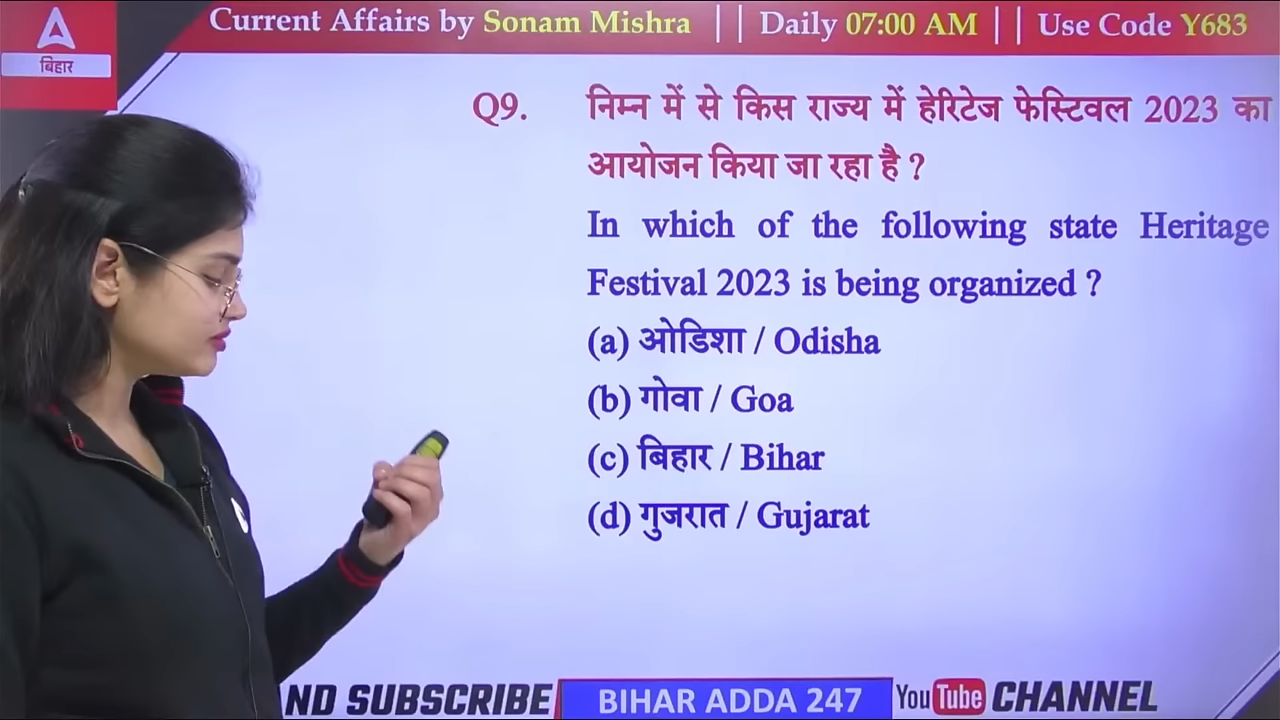 Current Affairs by Sonam Mishra || Daily 07:00 AM || Use Code Y683
बिहार
Q9. निम्न में से किस राज्य में हेरिटेज फेस्टिवल 2023 का
आयोजन किया जा रहा है ?
In which of the following state Heritage
Festival 2023 is being organized ?
(a) ओडिशा / Odisha
(b) गोवा / Goa
(c) बिहार / Bihar
(d) गुजरात / Gujarat
ND SUBSCRIBE BIHAR ADDA 247 YouTube CHANNEL